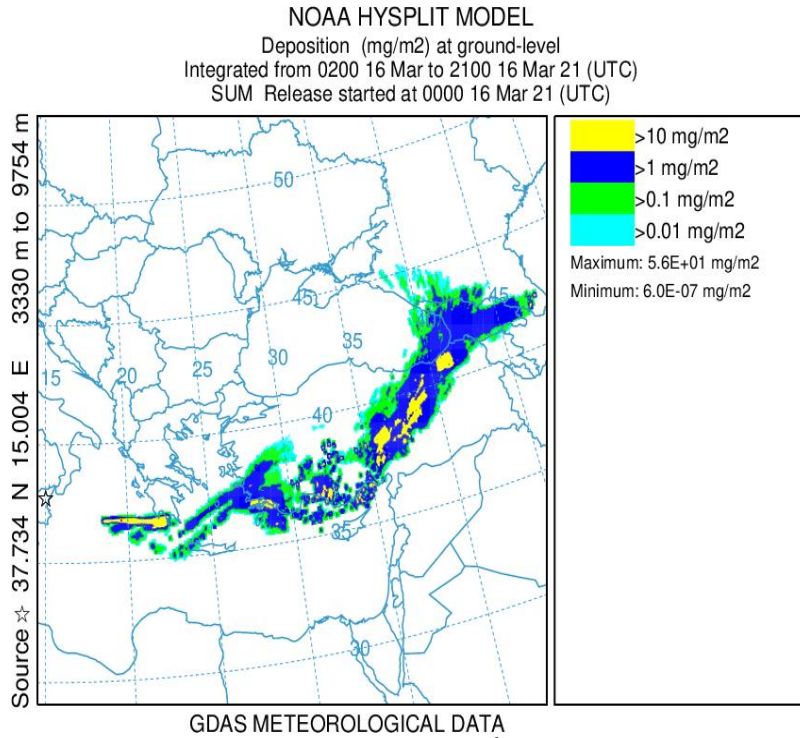 NOAA HYSPLIT MODEL
Deposition (mg/m2) at ground-level
Integrated from 0200 16 Mar to 2100 16 Mar 21 (UTC)
SUM Release started at 0000 16 Mar 21 (UTC)
Source ☆ 37.734 N 15.004 E 3330 m to 9754 m
>10 mg/m2
>1 mg/m2
>0.1 mg/m2
>0.01 mg/m2
Maximum: 5.6E+01 mg/m2
Minimum: 6.0E-07 mg/m2
50
45
45
35
30
25
20
15
40
35
30
GDAS METEOROLOGICAL DATA